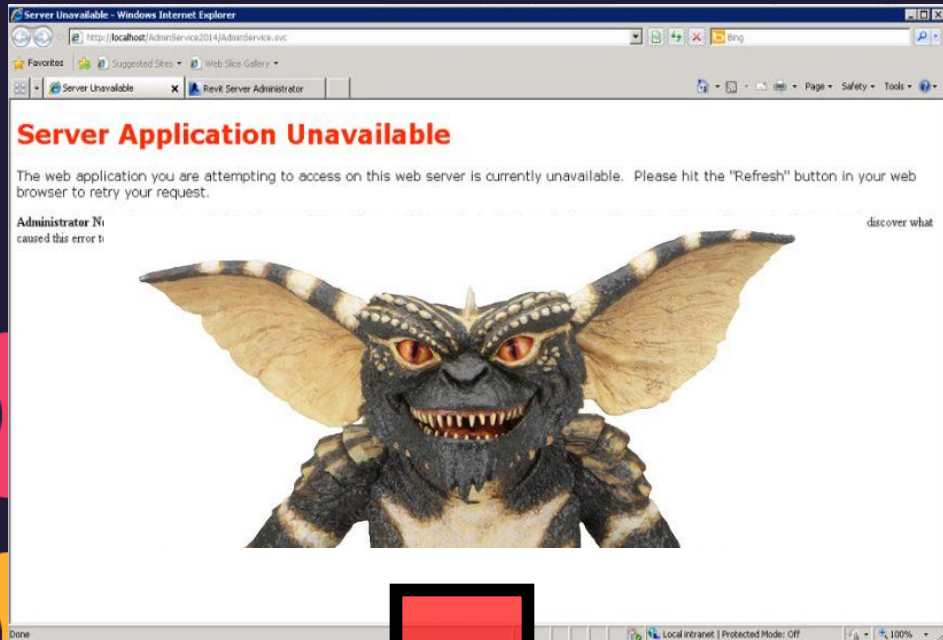 Server Unavailable - Windows Internet Explorer
http://localhost/AdminService2014/AdminService.svc
Bing
Favorites Suggested Sites Web Slice Gallery
Server Unavailable X Revit Server Administrator
Page Safety Tools
Server Application Unavailable
The web application you are attempting to access on this web server is currently unavailable. Please hit the "Refresh" button in your web
browser to retry your request.
Administrator discover what
caused this error
Done Local intranet | Protected Mode: Off 100%